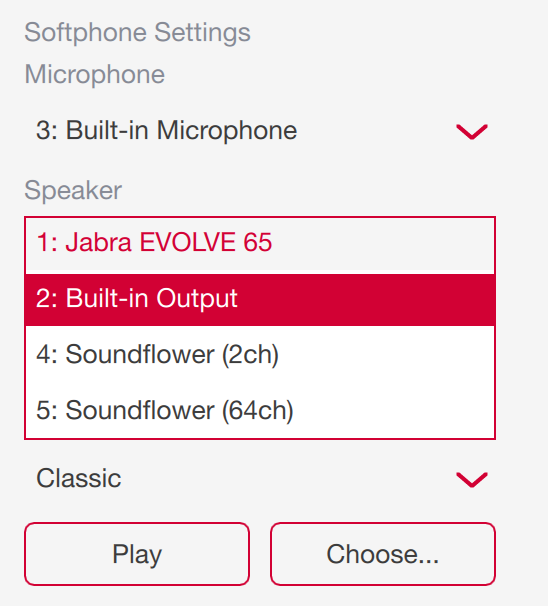 Softphone Settings
Microphone
3: Built-in Microphone
Speaker
1: Jabra EVOLVE 65
2: Built-in Output
4: Soundflower (2ch)
5: Soundflower (64ch)
Classic
Play
Choose...